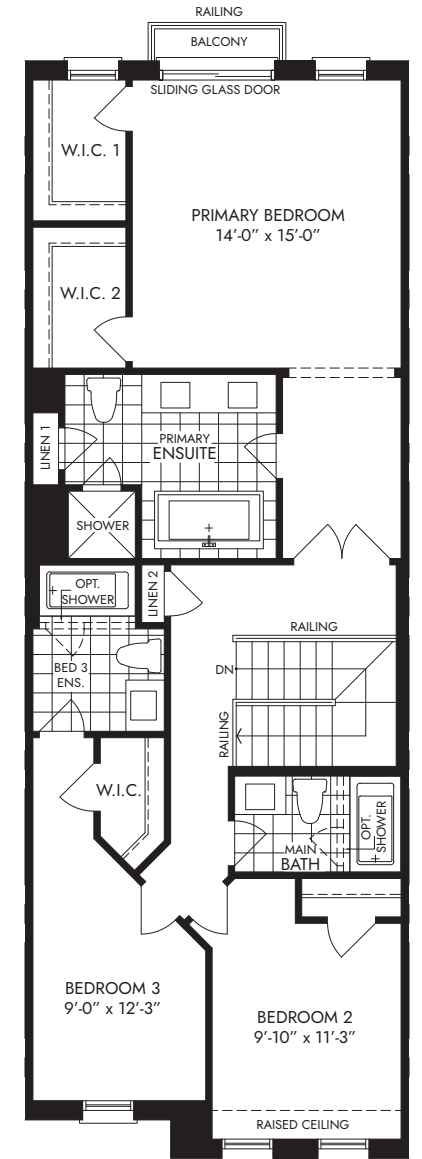 RAILING
BALCONY
SLIDING GLASS DOOR
W.I.C. 1
PRIMARY BEDROOM
14'-0" x 15'-0"
W.I.C. 2
LINEN 1
PRIMARY
ENSUITE
SHOWER
OPT.
SHOWER
LINEN 2
RAILING
BED 3
ENS.
DN
RAILING
W.I.C.
OPT.
SHOWER
MAIN
BATH
BEDROOM 3
9'-0" x 12'-3"
BEDROOM 2
9'-10" x 11'-3"
RAISED CEILING